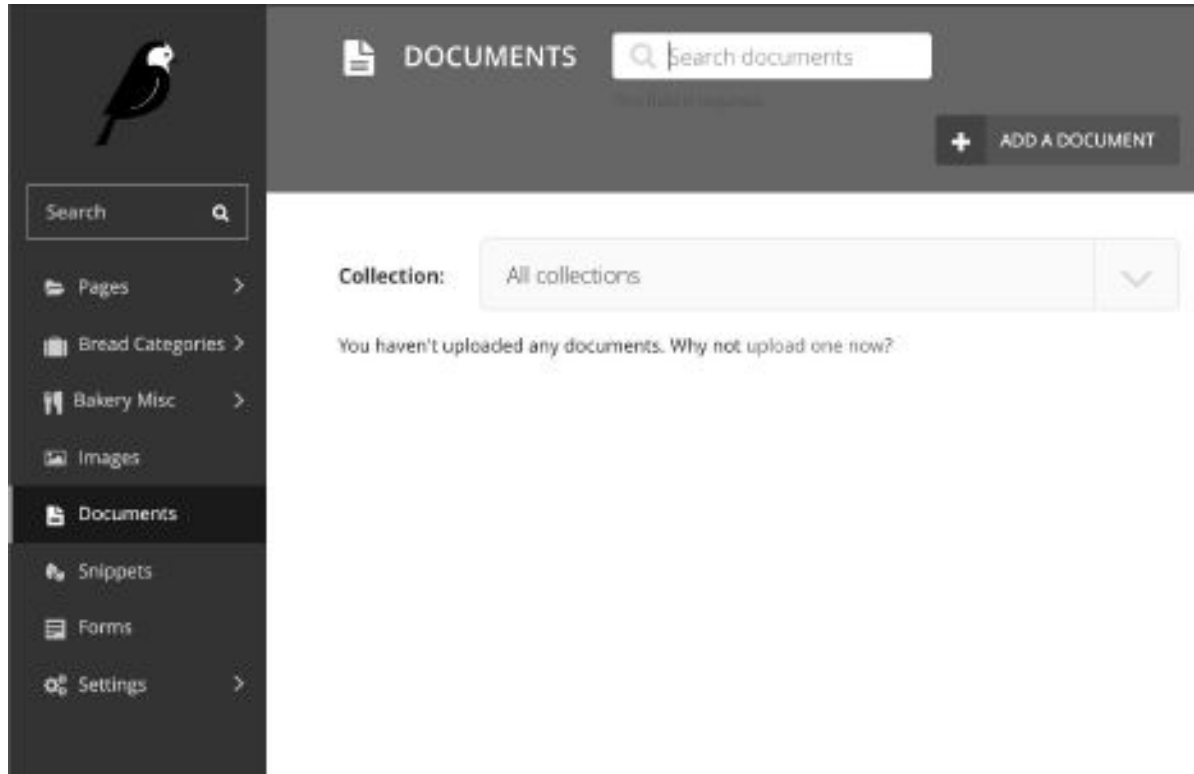 DOCUMENTS
Search documents
ADD A DOCUMENT
Search
Pages
Bread Categories
Bakery Misc
Images
Documents
Snippets
Forms
Settings
Collection:
All collections
You haven't uploaded any documents. Why not upload one now?